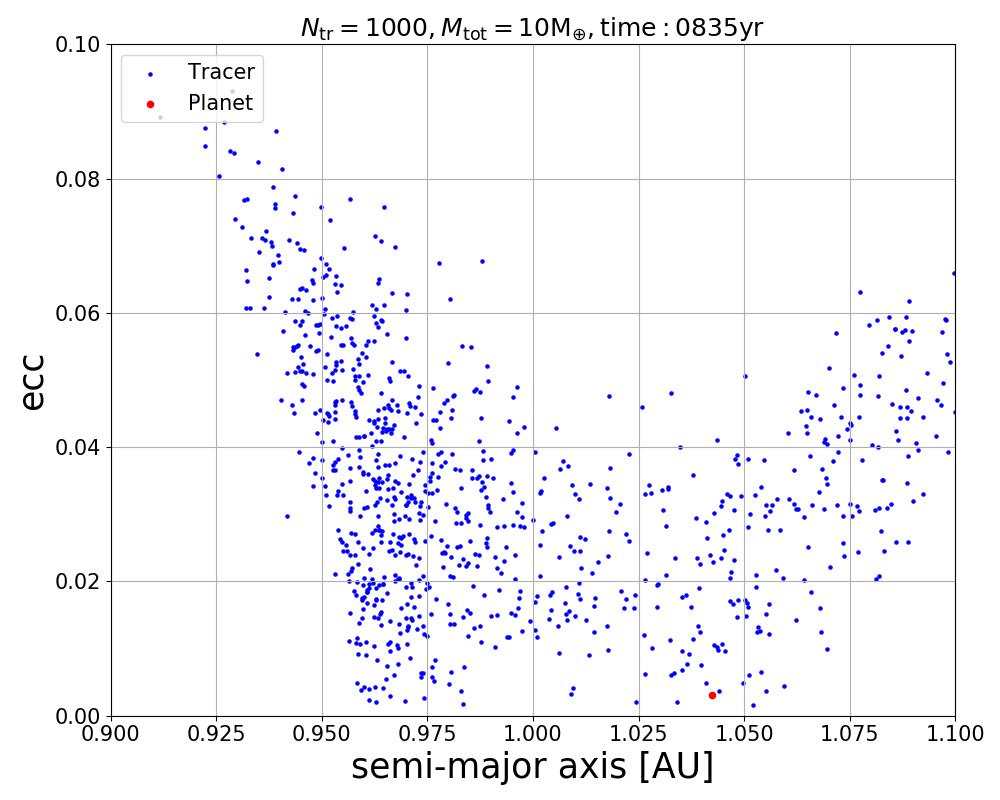 N_tr = 1000, M_tot = 10M_⊕, time : 0835yr
0.10
Tracer
Planet
0.08
0.06
ecc
0.04
0.02
0.00
0.900 0.925 0.950 0.975 1.000 1.025 1.050 1.075 1.100
semi-major axis [AU]